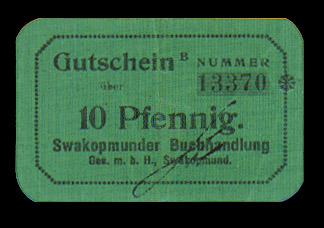 Gutschein B NUMMER
über 13370 *
10 Pfennig.
Swakopmunder Buchhandlung
Ges. m. b. H., Swakopmund.